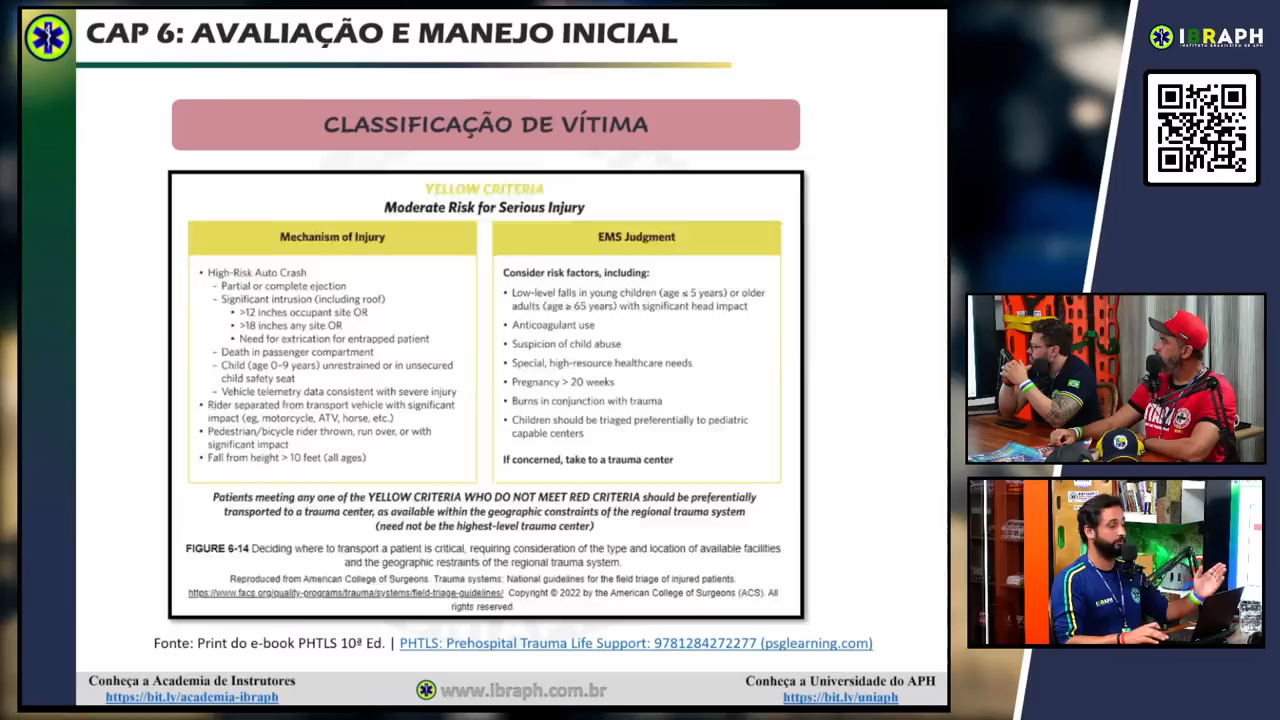 CAP 6: AVALIAÇÃO E MANEJO INICIAL
IBRAPH
INSTITUTO BRASILEIRO DE APH
CLASSIFICAÇÃO DE VÍTIMA
YELLOW CRITERIA
Moderate Risk for Serious Injury
Mechanism of Injury
• High-Risk Auto Crash
– Partial or complete ejection
– Significant intrusion (including roof)
• >12 inches occupant site OR
• >18 inches any site OR
• Need for extrication for entrapped patient
– Death in passenger compartment
– Child (age 0–9 years) unrestrained or in unsecured
child safety seat
– Vehicle telemetry data consistent with severe injury
• Rider separated from transport vehicle with significant
impact (eg, motorcycle, ATV, horse, etc.)
• Pedestrian/bicycle rider thrown, run over, or with
significant impact
• Fall from height > 10 feet (all ages)
EMS Judgment
Consider risk factors, including:
• Low-level falls in young children (age ≤ 5 years) or older
adults (age ≥ 65 years) with significant head impact
• Anticoagulant use
• Suspicion of child abuse
• Special, high-resource healthcare needs
• Pregnancy > 20 weeks
• Burns in conjunction with trauma
• Children should be triaged preferentially to pediatric
capable centers
If concerned, take to a trauma center
Patients meeting any one of the YELLOW CRITERIA WHO DO NOT MEET RED CRITERIA should be preferentially
transported to a trauma center, as available within the geographic constraints of the regional trauma system
(need not be the highest-level trauma center)
FIGURE 6-14 Deciding where to transport a patient is critical, requiring consideration of the type and location of available facilities
and the geographic restraints of the regional trauma system.
Reproduced from American College of Surgeons. Trauma systems: National guidelines for the field triage of injured patients.
https://www.facs.org/quality-programs/trauma/systems/field-triage-guidelines/ Copyright © 2022 by the American College of Surgeons (ACS). All
rights reserved.
Fonte: Print do e-book PHTLS 10ª Ed. | PHTLS: Prehospital Trauma Life Support: 9781284272277 (psglearning.com)
Conheça a Academia de Instrutores
https://bit.ly/academia-ibraph
www.ibraph.com.br
Conheça a Universidade do APH
https://bit.ly/uniaph